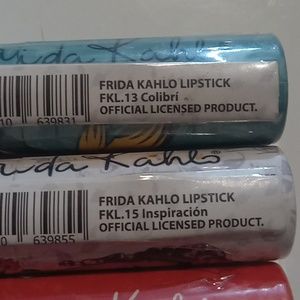 Frida Kahlo
FRIDA KAHLO LIPSTICK
FKL.13 Colibrí
OFFICIAL LICENSED PRODUCT.
639831
Frida Kahlo®
FRIDA KAHLO LIPSTICK
FKL.15 Inspiración
OFFICIAL LICENSED PRODUCT.
0 639855